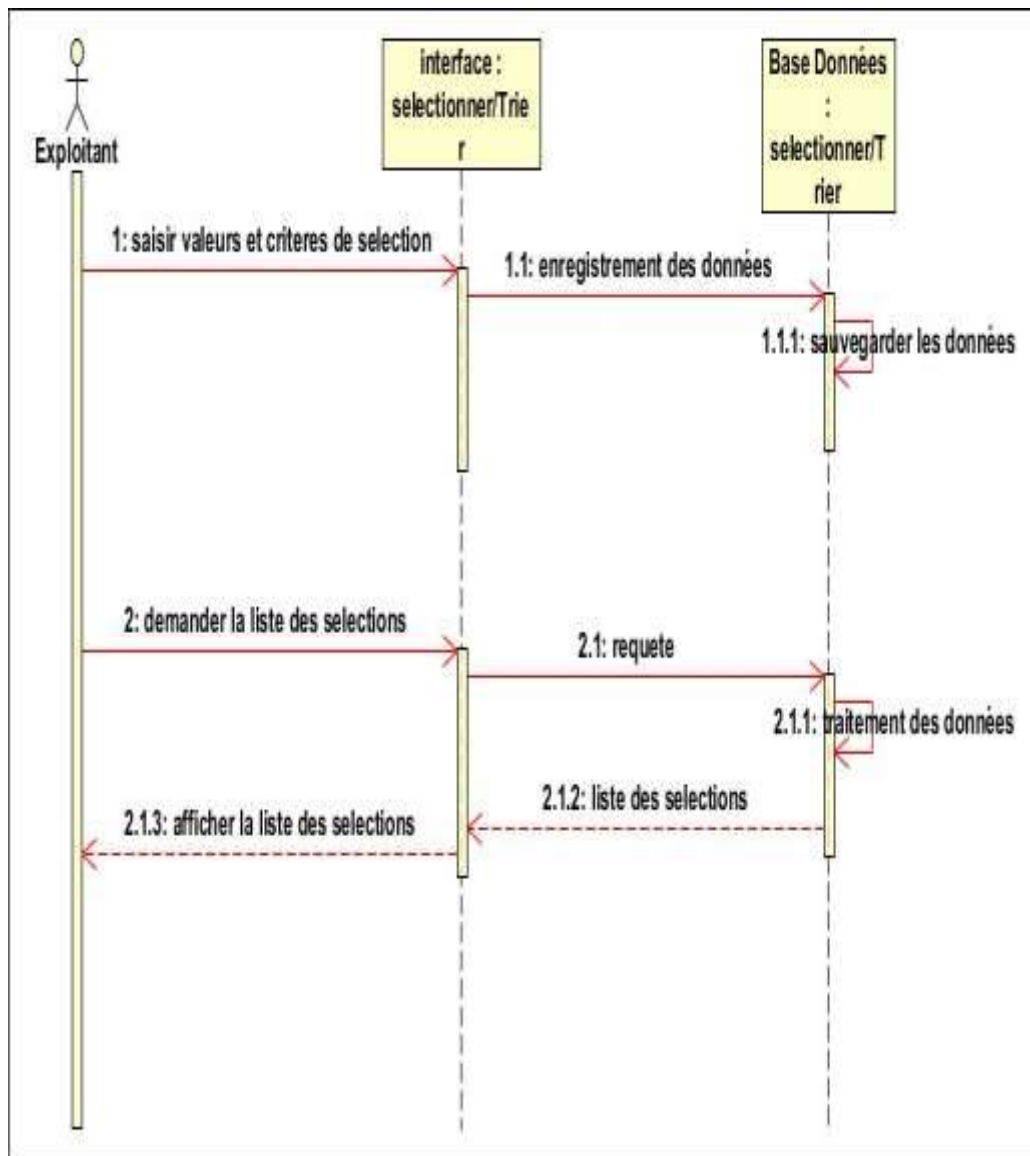 interface :
selectionner/Trie
r
Base Données
:
selectionner/T
rier
Exploitant
1: saisir valeurs et criteres de selection
1.1: enregistrement des données
1.1.1: sauvegarder les données
2: demander la liste des selections
2.1: requete
2.1.1: traitement des données
2.1.2: liste des selections
2.1.3: afficher la liste des selections